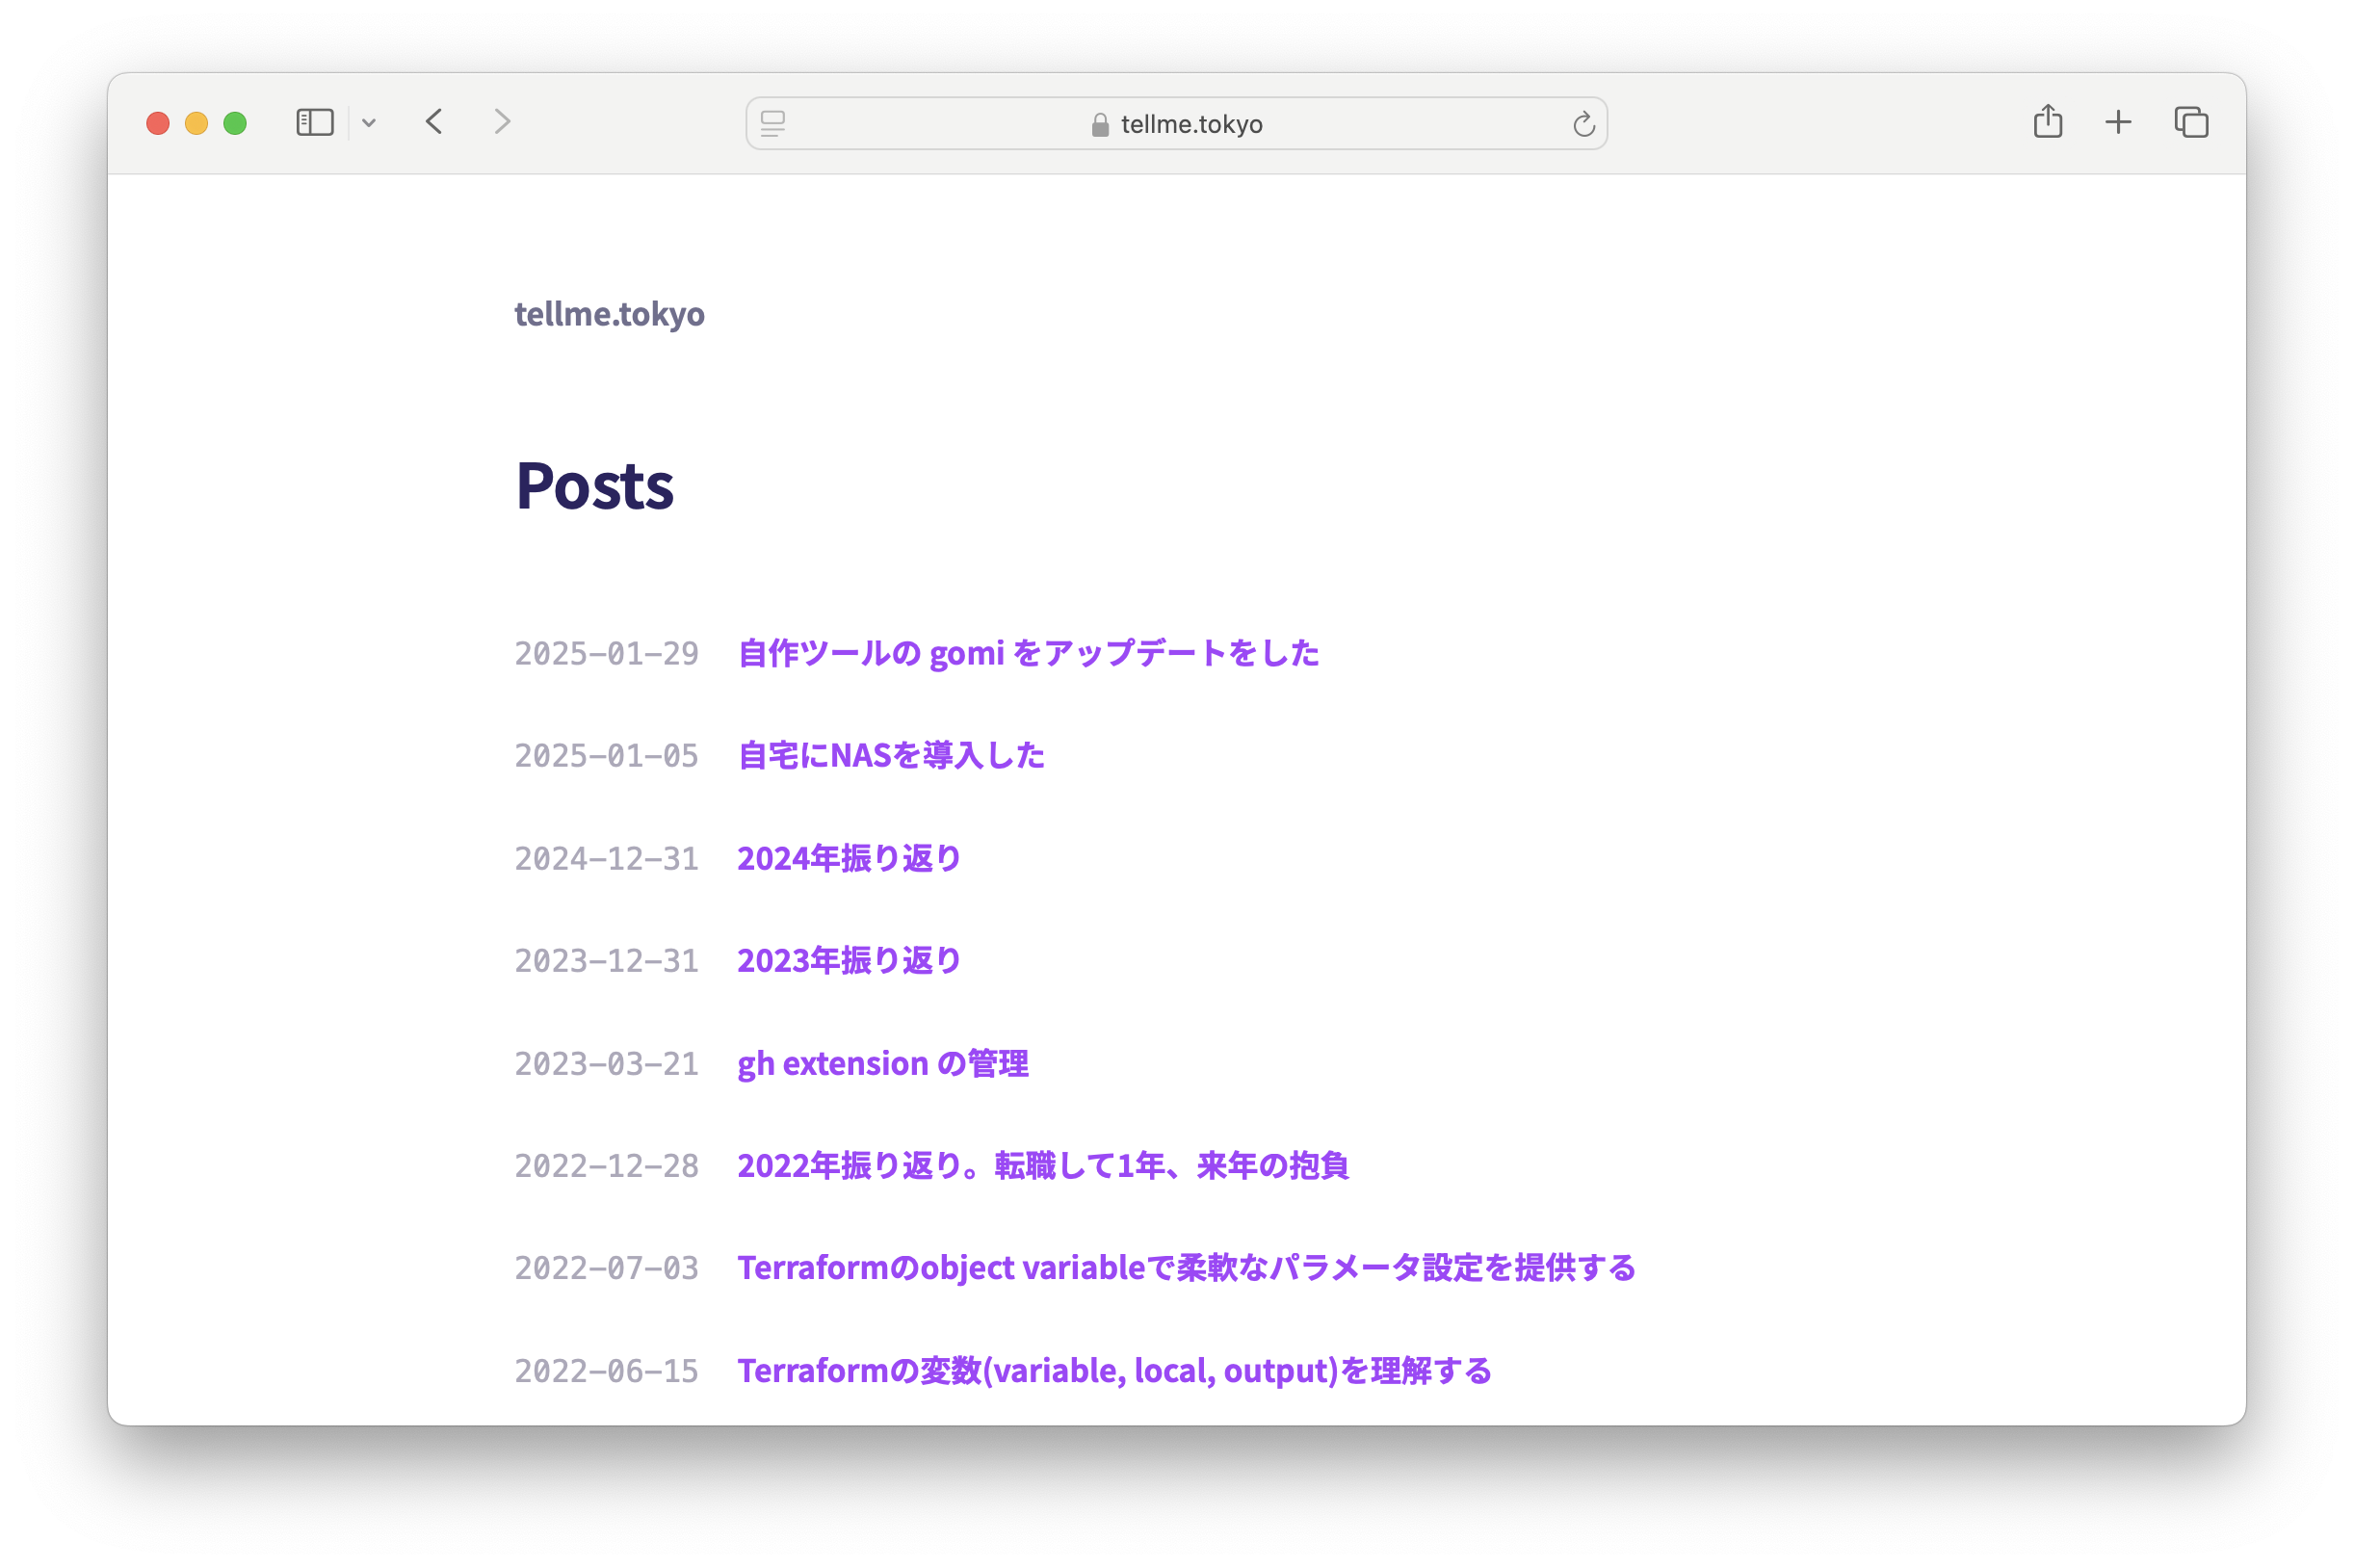 tellme.tokyo
tellme.tokyo
Posts
2025-01-29 自作ツールの gomi をアップデートをした
2025-01-05 自宅にNASを導入した
2024-12-31 2024年振り返り
2023-12-31 2023年振り返り
2023-03-21 gh extension の管理
2022-12-28 2022年振り返り。転職して1年、来年の抱負
2022-07-03 Terraformのobject variableで柔軟なパラメータ設定を提供する
2022-06-15 Terraformの変数(variable, local, output)を理解する